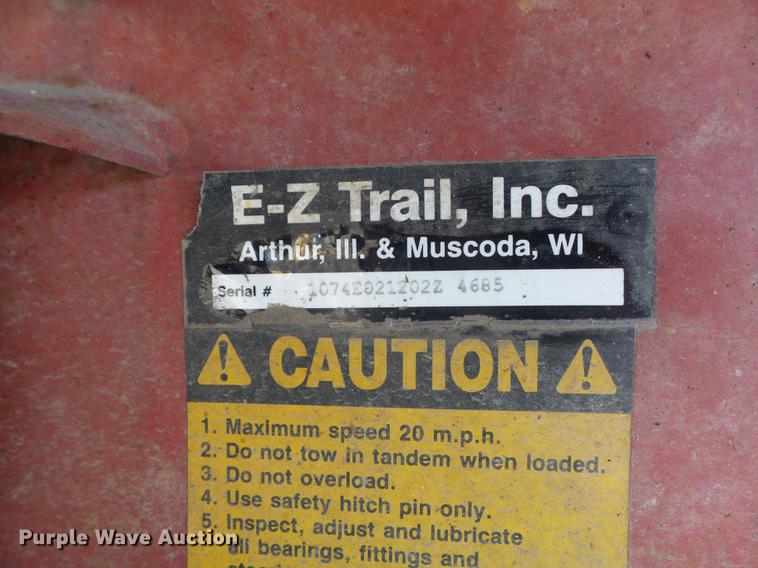 E-Z Trail, Inc.
Arthur, Ill. & Muscoda, WI
Serial # 1074E021Z02Z 4685
CAUTION
1. Maximum speed 20 m.p.h.
2. Do not tow in tandem when loaded.
3. Do not overload.
4. Use safety hitch pin only.
5. Inspect, adjust and lubricate
all bearings, fittings and
Purple Wave Auction